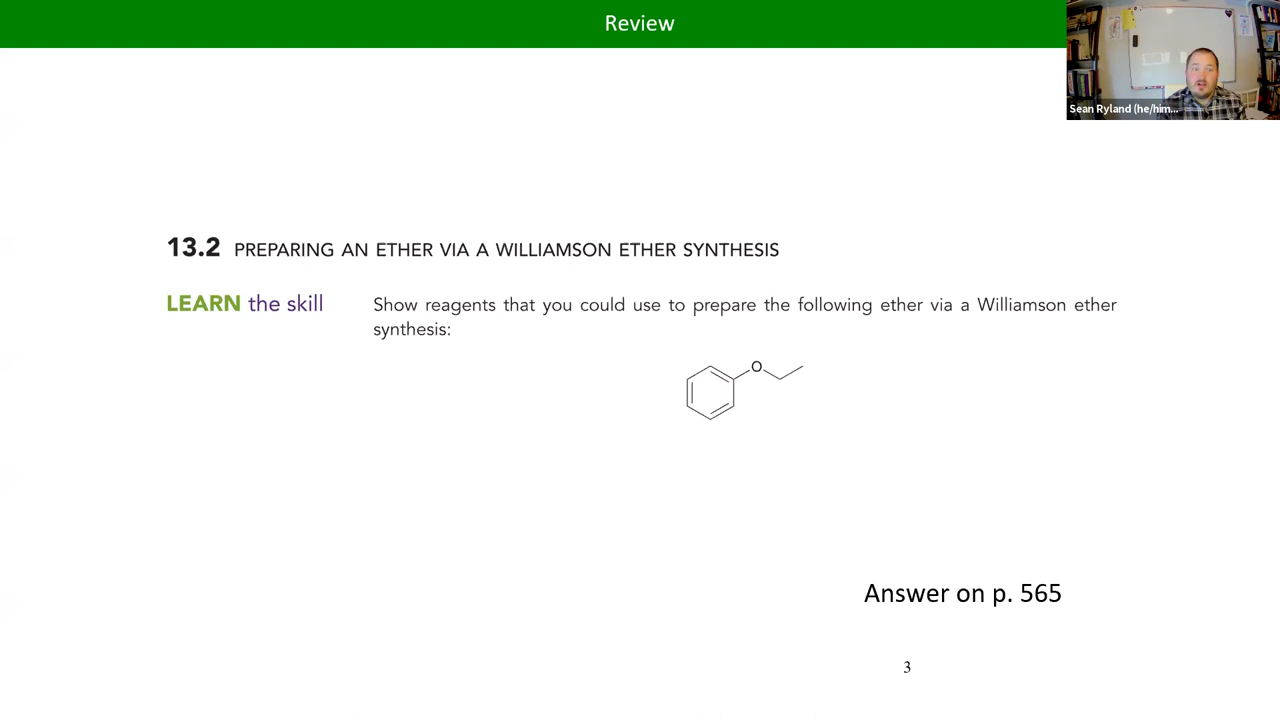 Review
Sean Ryland (he/him...
13.2 PREPARING AN ETHER VIA A WILLIAMSON ETHER SYNTHESIS
LEARN the skill
Show reagents that you could use to prepare the following ether via a Williamson ether
synthesis:
O
Answer on p. 565
3